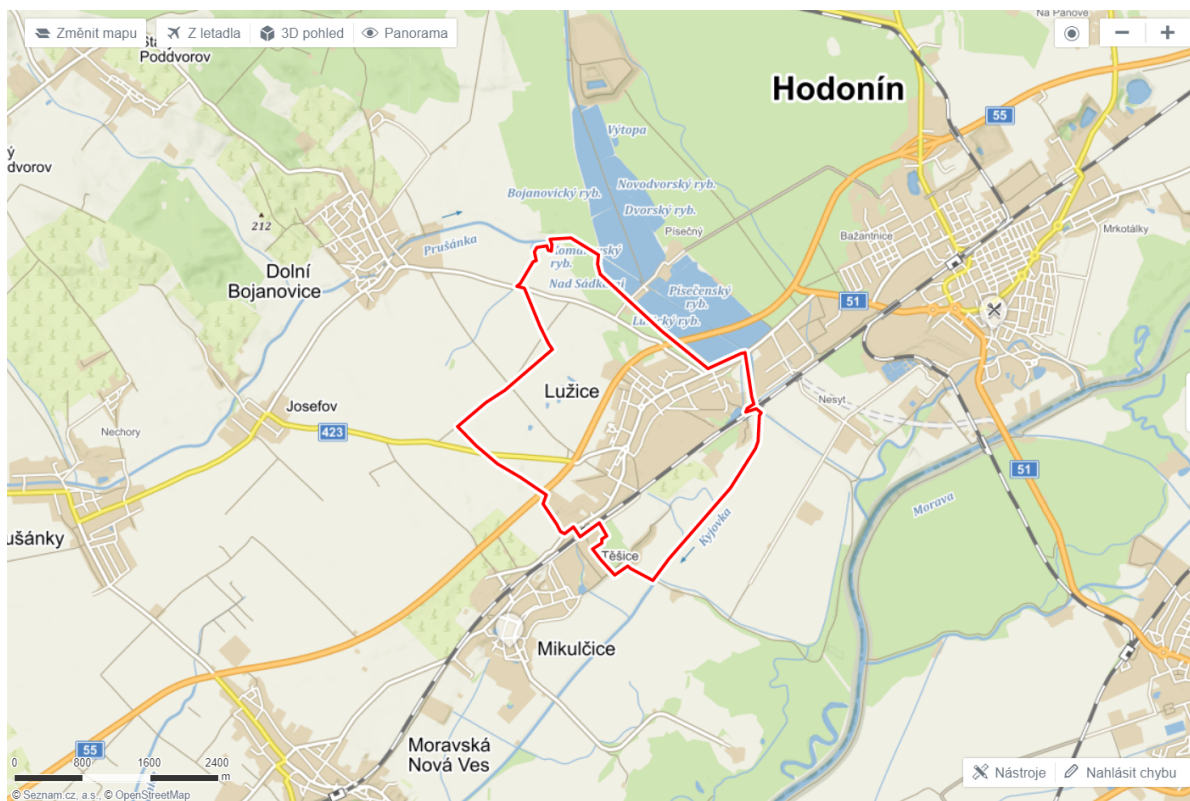 Změnit mapu
Z letadla
3D pohled
Panorama
Na Pánově
Poddvorov
Hodonín
55
Výtopa
dvorov
Bojanovický ryb.
Novodvorský ryb.
Dvorský ryb.
212
Písečný
Bažantnice
Mrkotálky
Prušánka
ryb.
Dolní
Bojanovice
Nad Sádkami
Písečenský
ryb.
51
Lužický ryb.
Lužice
Josefov
Nesyt
Nechory
423
51
Morava
Kyjovka
ušánky
Těšice
Mikulčice
Moravská
Nová Ves
55
0 800 1600 2400
m
Nástroje
Nahlásit chybu
© Seznam.cz, a.s., © OpenStreetMap